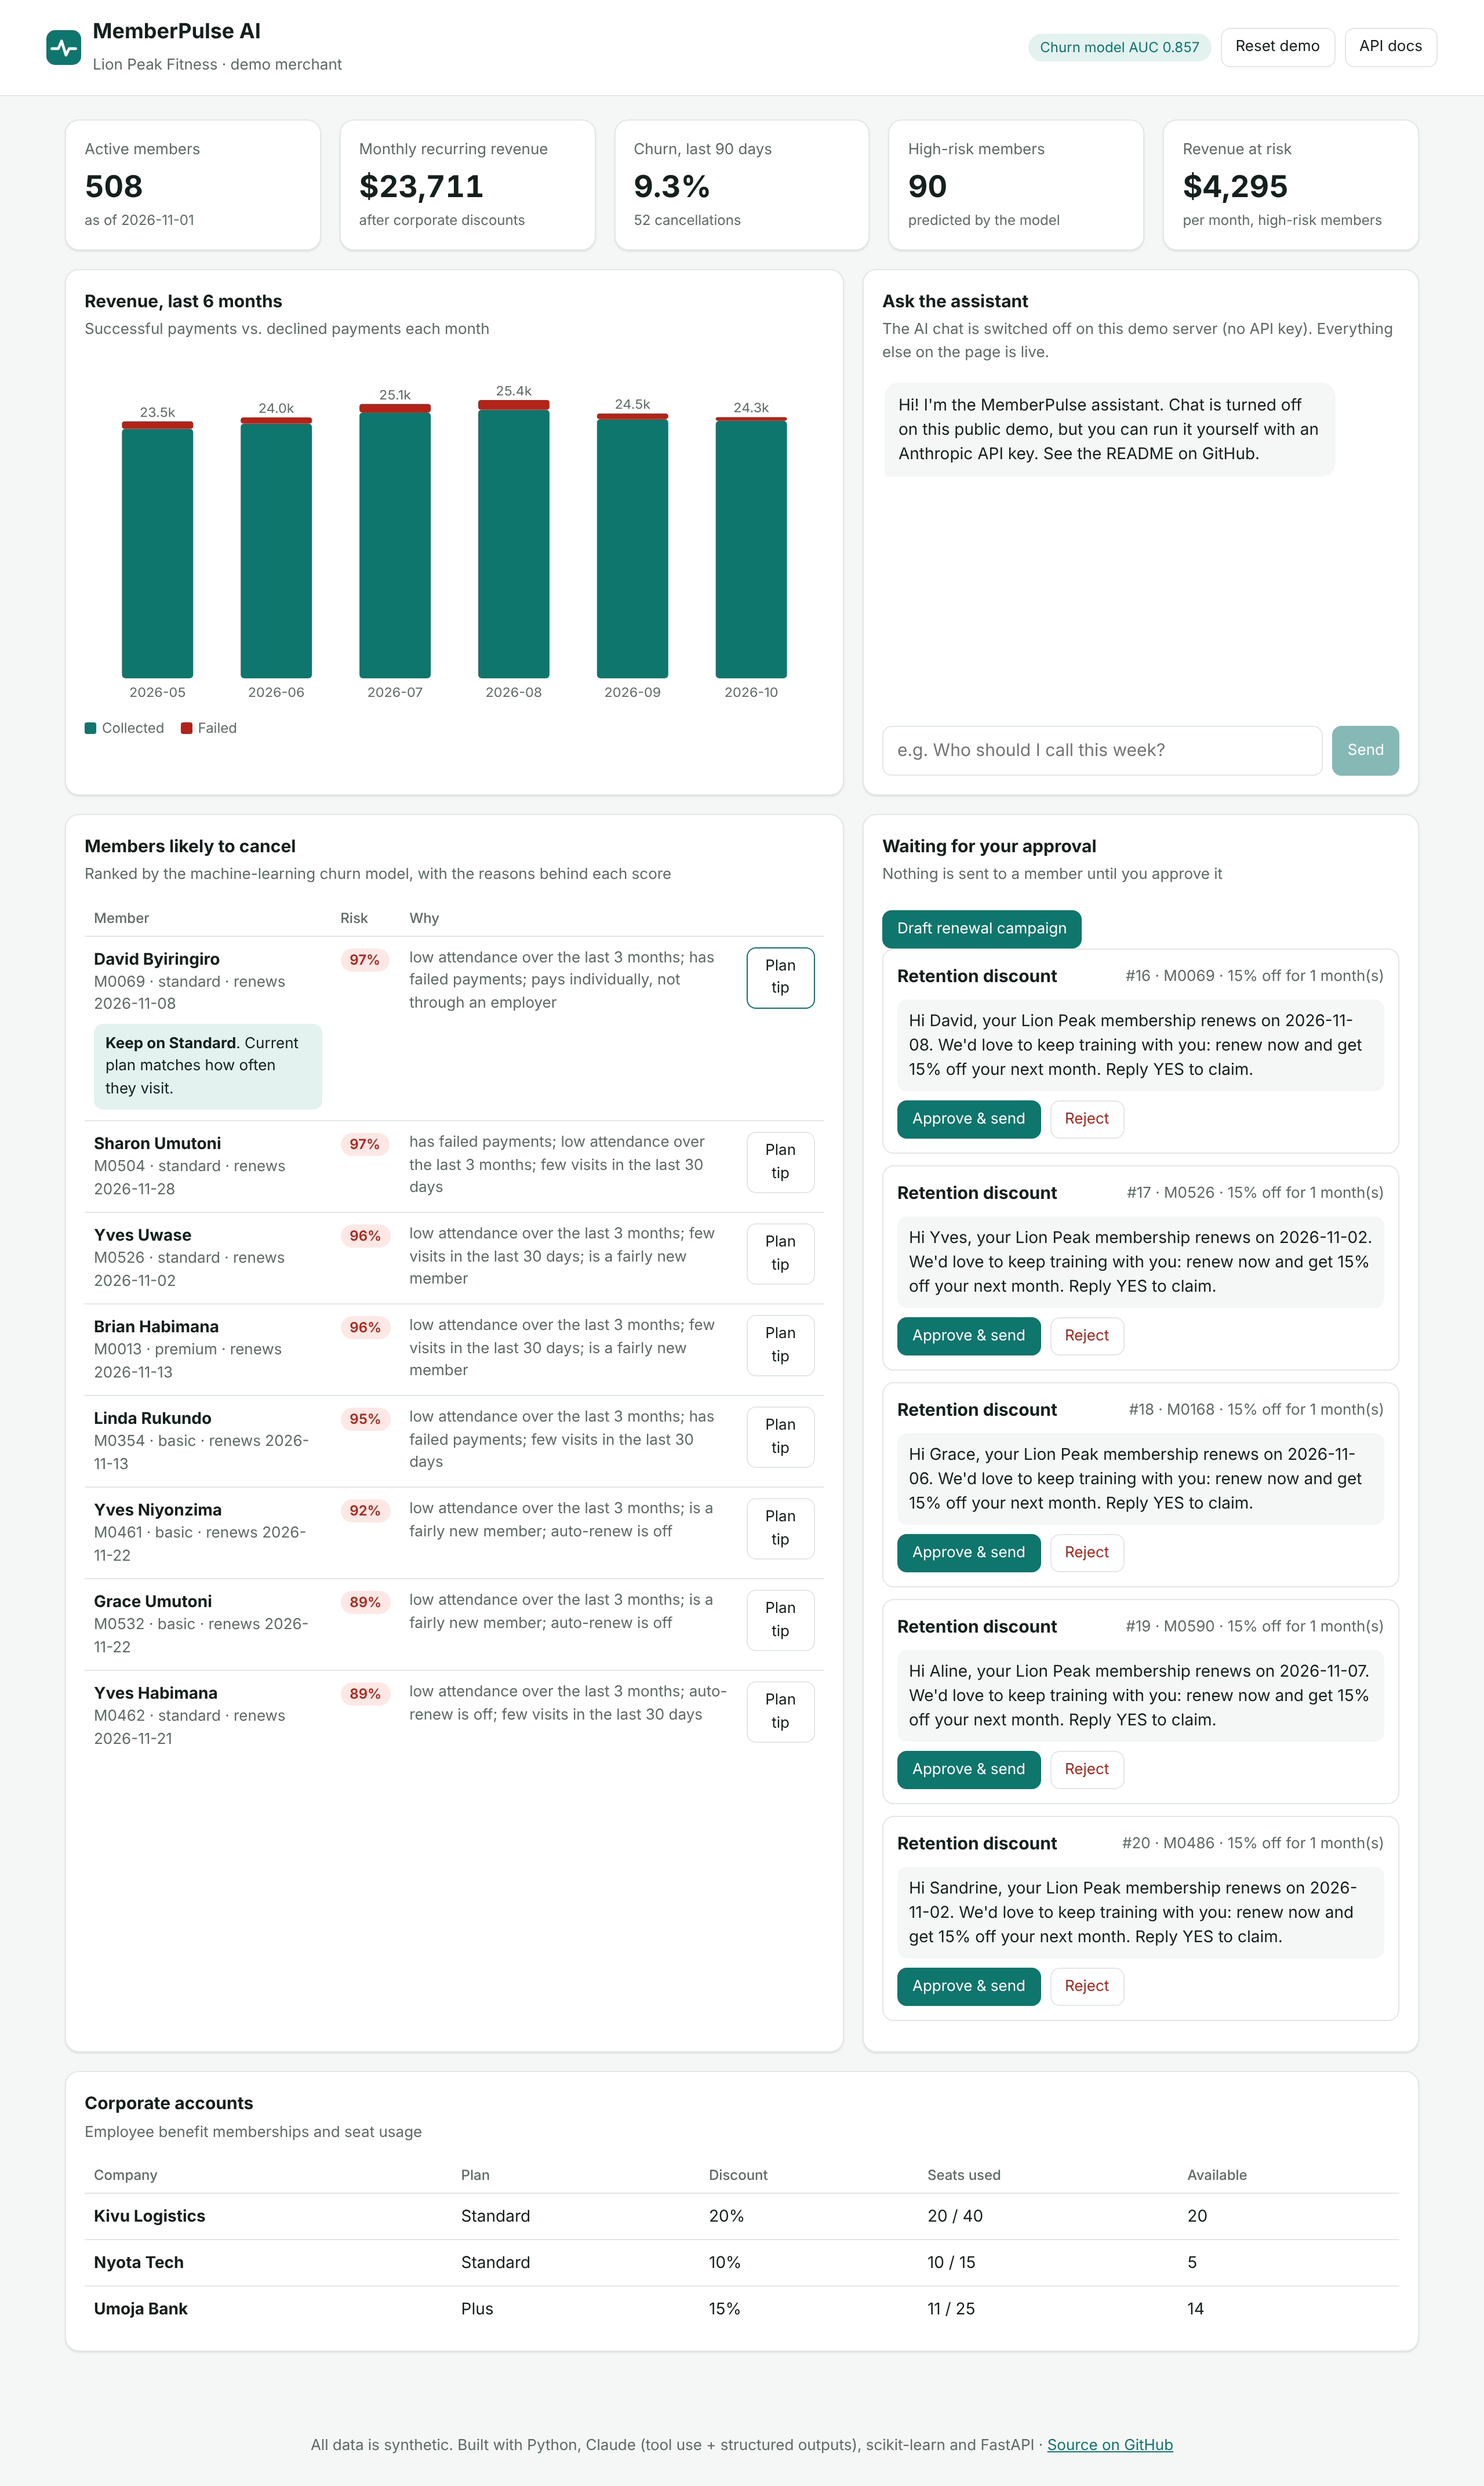 MemberPulse AI
Lion Peak Fitness · demo merchant
Churn model AUC 0.857
Reset demo
API docs
Active members
508
as of 2026-11-01
Monthly recurring revenue
$23,711
after corporate discounts
Churn, last 90 days
9.3%
52 cancellations
High-risk members
90
predicted by the model
Revenue at risk
$4,295
per month, high-risk members
Revenue, last 6 months
Successful payments vs. declined payments each month
23.5k
24.0k
25.1k
25.4k
24.5k
24.3k
2026-05
2026-06
2026-07
2026-08
2026-09
2026-10
Collected
Failed
Ask the assistant
The AI chat is switched off on this demo server (no API key). Everything
else on the page is live.
Hi! I'm the MemberPulse assistant. Chat is turned off
on this public demo, but you can run it yourself with an
Anthropic API key. See the README on GitHub.
e.g. Who should I call this week?
Send
Members likely to cancel
Ranked by the machine-learning churn model, with the reasons behind each score
Member
Risk
Why
David Byiringiro
M0069 · standard · renews
2026-11-08
Keep on Standard. Current
plan matches how often
they visit.
97%
low attendance over the last 3 months; has
failed payments; pays individually, not
through an employer
Plan
tip
Sharon Umutoni
M0504 · standard · renews
2026-11-28
97%
has failed payments; low attendance over
the last 3 months; few visits in the last 30
days
Plan
tip
Yves Uwase
M0526 · standard · renews
2026-11-02
96%
low attendance over the last 3 months; few
visits in the last 30 days; is a fairly new
member
Plan
tip
Brian Habimana
M0013 · premium · renews
2026-11-13
96%
low attendance over the last 3 months; few
visits in the last 30 days; is a fairly new
member
Plan
tip
Linda Rukundo
M0354 · basic · renews 2026-
11-13
95%
low attendance over the last 3 months; has
failed payments; few visits in the last 30
days
Plan
tip
Yves Niyonzima
M0461 · basic · renews 2026-
11-22
92%
low attendance over the last 3 months; is a
fairly new member; auto-renew is off
Plan
tip
Grace Umutoni
M0532 · basic · renews 2026-
11-22
89%
low attendance over the last 3 months; is a
fairly new member; auto-renew is off
Plan
tip
Yves Habimana
M0462 · standard · renews
2026-11-21
89%
low attendance over the last 3 months; auto-
renew is off; few visits in the last 30 days
Plan
tip
Waiting for your approval
Nothing is sent to a member until you approve it
Draft renewal campaign
Retention discount
#16 · M0069 · 15% off for 1 month(s)
Hi David, your Lion Peak membership renews on 2026-11-
08. We'd love to keep training with you: renew now and get
15% off your next month. Reply YES to claim.
Approve & send
Reject
Retention discount
#17 · M0526 · 15% off for 1 month(s)
Hi Yves, your Lion Peak membership renews on 2026-11-02.
We'd love to keep training with you: renew now and get 15%
off your next month. Reply YES to claim.
Approve & send
Reject
Retention discount
#18 · M0168 · 15% off for 1 month(s)
Hi Grace, your Lion Peak membership renews on 2026-11-
06. We'd love to keep training with you: renew now and get
15% off your next month. Reply YES to claim.
Approve & send
Reject
Retention discount
#19 · M0590 · 15% off for 1 month(s)
Hi Aline, your Lion Peak membership renews on 2026-11-07.
We'd love to keep training with you: renew now and get 15%
off your next month. Reply YES to claim.
Approve & send
Reject
Retention discount
#20 · M0486 · 15% off for 1 month(s)
Hi Sandrine, your Lion Peak membership renews on 2026-
11-02. We'd love to keep training with you: renew now and
get 15% off your next month. Reply YES to claim.
Approve & send
Reject
Corporate accounts
Employee benefit memberships and seat usage
Company Plan Discount Seats used Available
Kivu Logistics Standard 20% 20 / 40 20
Nyota Tech Standard 10% 10 / 15 5
Umoja Bank Plus 15% 11 / 25 14
All data is synthetic. Built with Python, Claude (tool use + structured outputs), scikit-learn and FastAPI · Source on GitHub